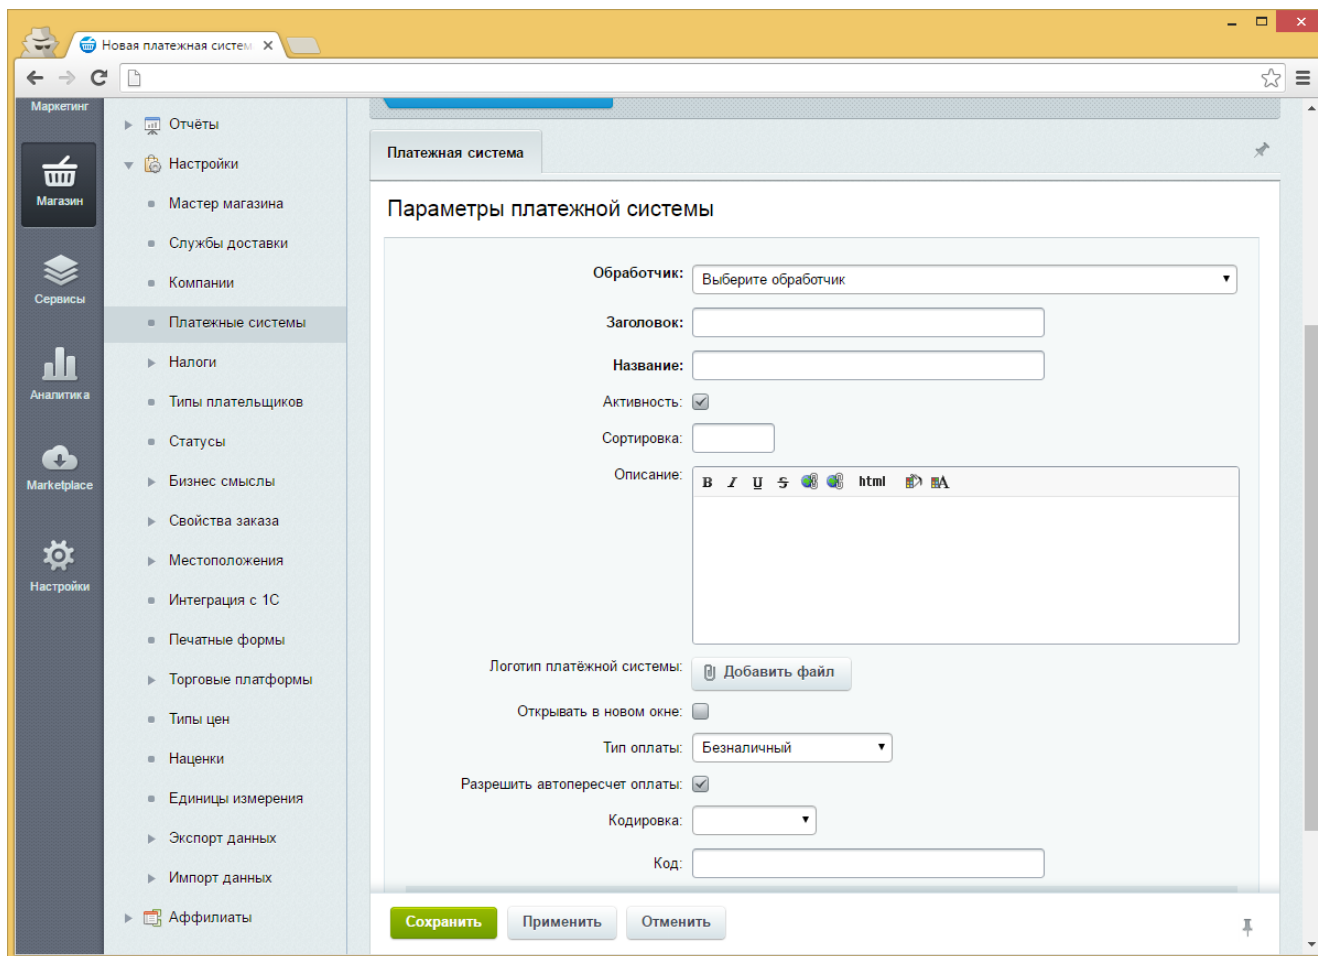 Новая платежная систем
Маркетинг
Магазин
Сервисы
Аналитика
Marketplace
Настройки
Отчёты
Настройки
Мастер магазина
Службы доставки
Компании
Платежные системы
Налоги
Типы плательщиков
Статусы
Бизнес смыслы
Свойства заказа
Местоположения
Интеграция с 1С
Печатные формы
Торговые платформы
Типы цен
Наценки
Единицы измерения
Экспорт данных
Импорт данных
Аффилиаты
Платежная система
Параметры платежной системы
Обработчик: Выберите обработчик
Заголовок:
Название:
Активность:
Сортировка:
Описание:
B I U S html A
Логотип платёжной системы: Добавить файл
Открывать в новом окне:
Тип оплаты: Безналичный
Разрешить автопересчет оплаты:
Кодировка:
Код:
Сохранить Применить Отменить